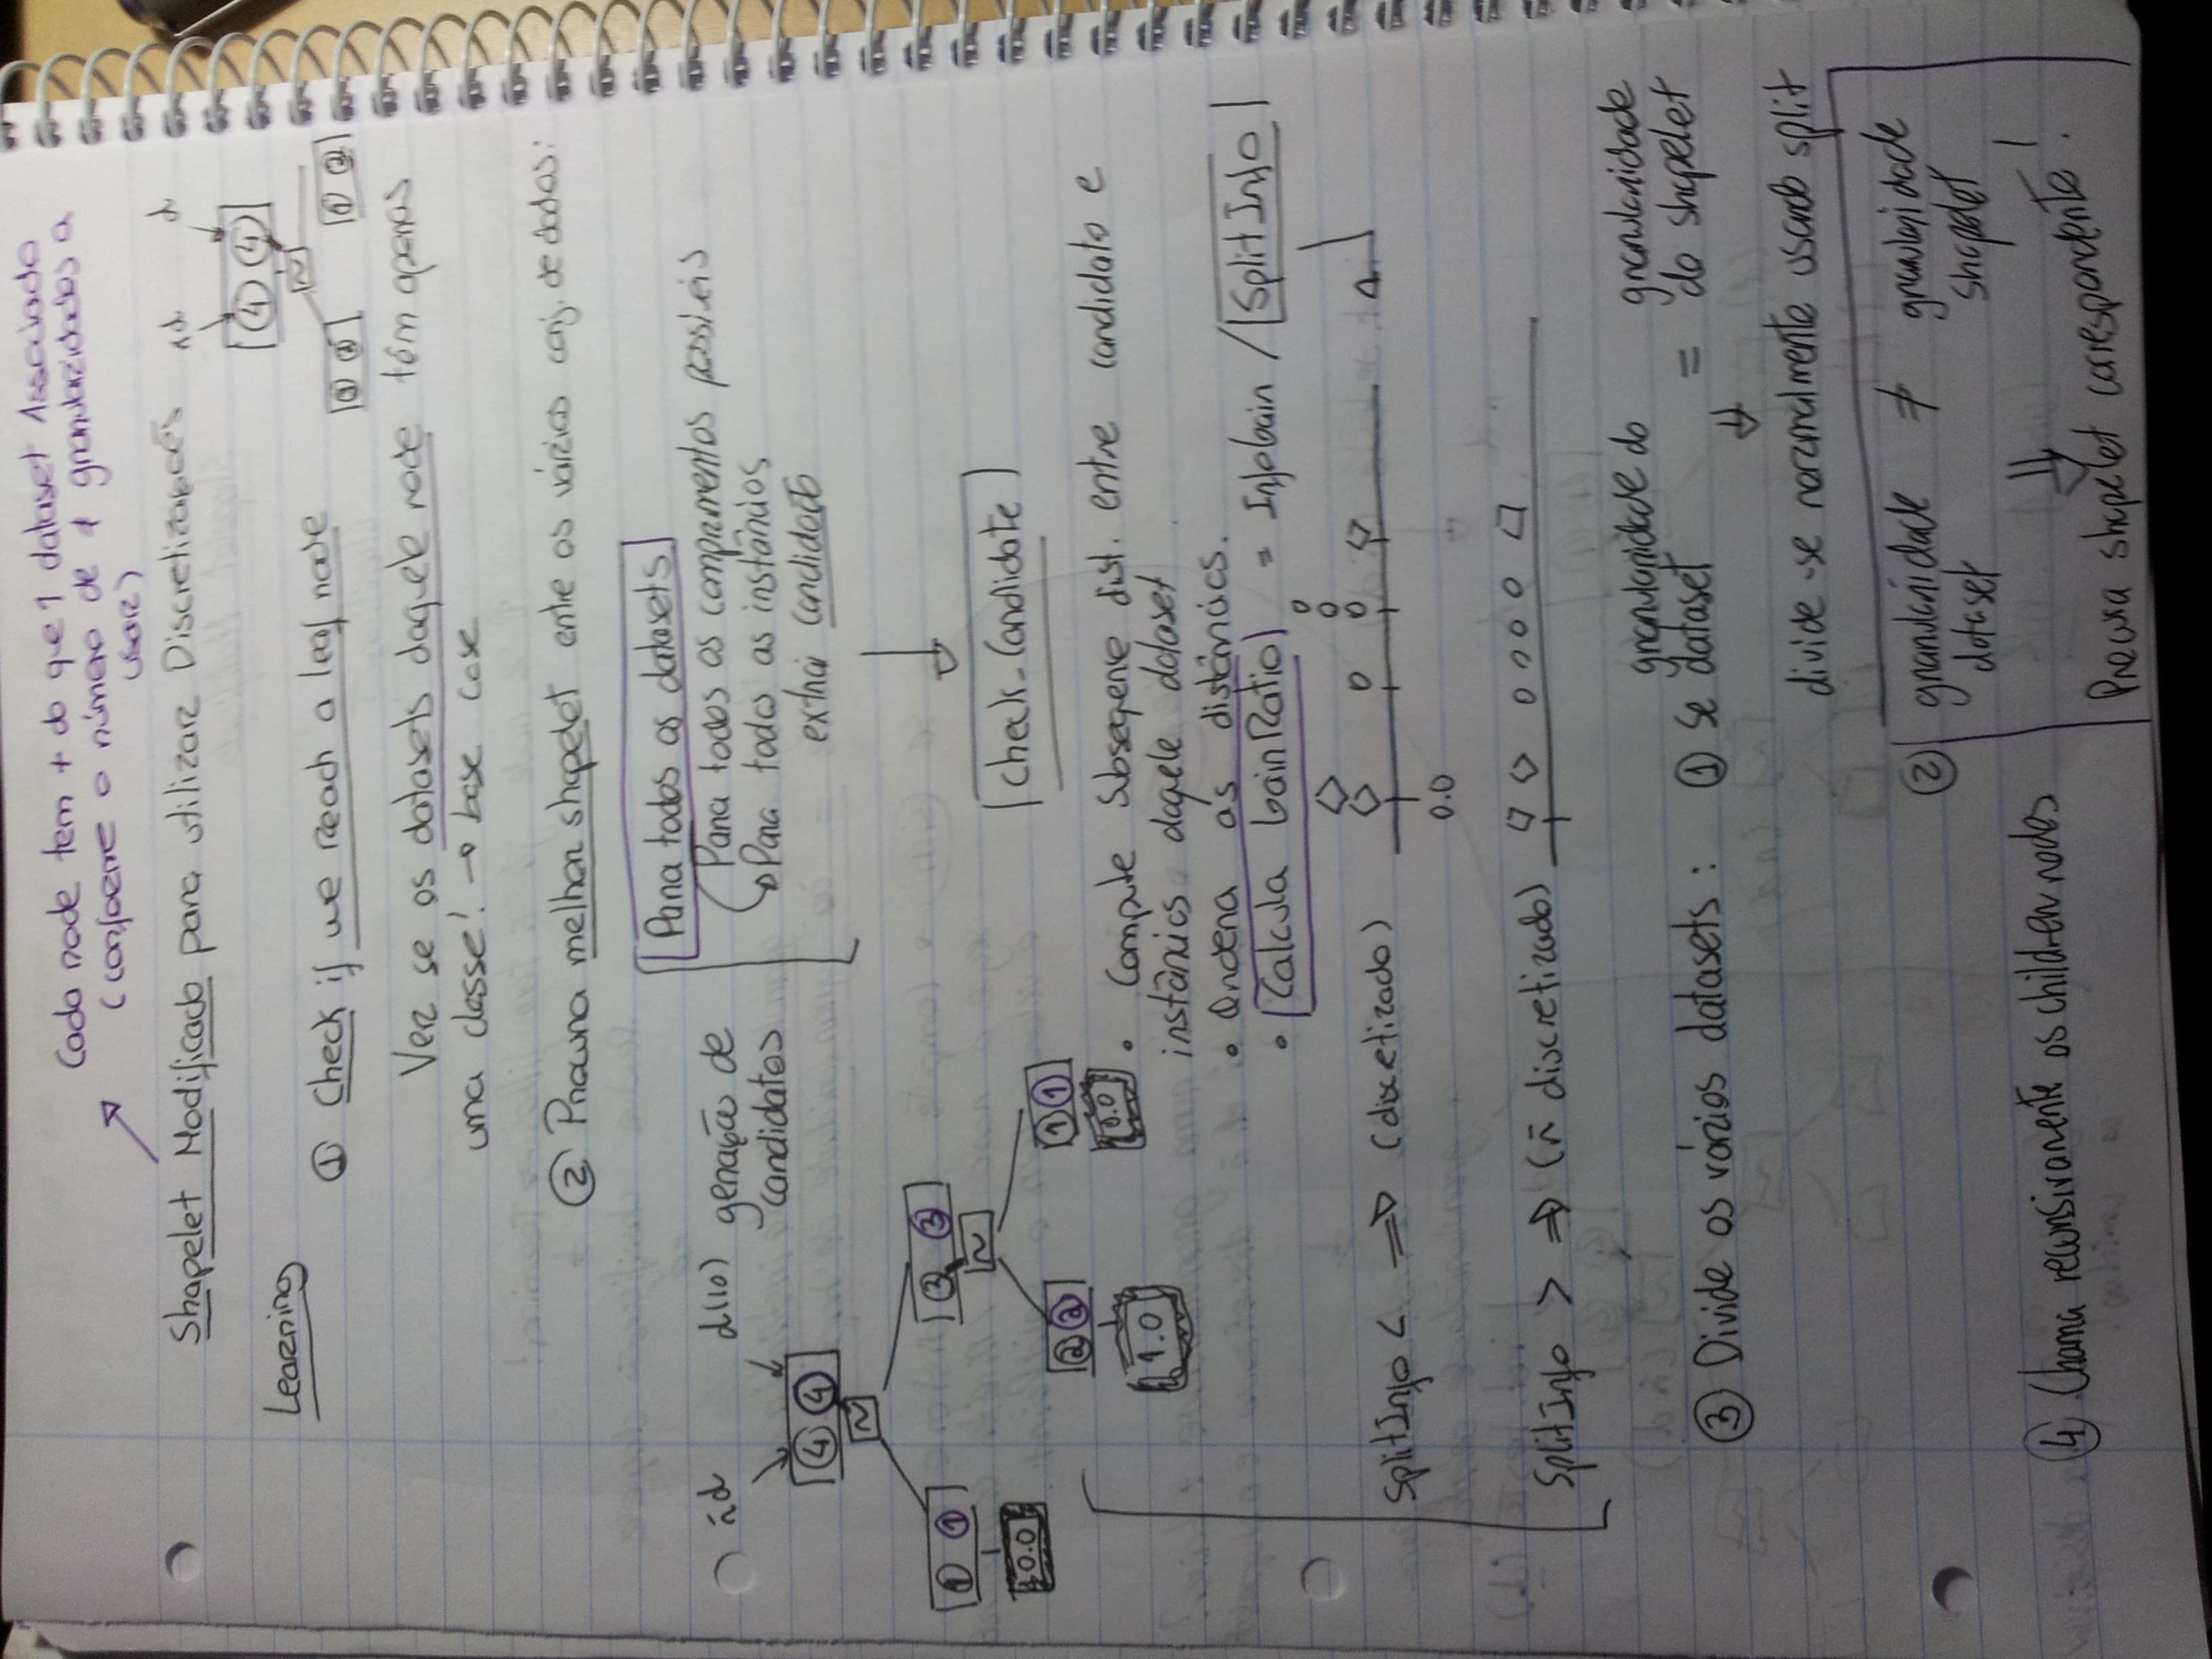 Cada node tem + do que 1 dataset Associado
(conforme o número de ≠ granularidades a
usar)
Shapelet Modificado para utilizar Discretizações
ñd d
4 4
~
Learning
① Check if we reach a leaf node
3 2 1 2
Ver se os datasets daquele node têm apenas
uma classe! → base case
② Procura melhor shapelet entre os vários conj. de dados:
Para todos os datasets
ñd d(10) geração de candidatos
Para todos os comprimentos possíveis
Para todas as instâncias
extrai candidato
4 4
~
1 1 3 3
0.0 ~
Check_Candidate
2 2 1 1
1.0 0.0
• Compute Subsequence dist. entre candidato e
instâncias daquele dataset
• Ordena as distâncias.
• Calcula GainRatio = InfoGain / SplitInfo
SplitInfo < ⇒ (discretizado)
0.0
SplitInfo > ⇒ (ñ discretizado)
③ Divide os vários datasets: ① Se granularidade do dataset = granularidade do shapelet
⇓
divide-se normalmente usando split
② granularidade dataset ≠ granularidade shapelet
⇓
④ Chama recursivamente os children nodes
Procura shapelet correspondente!